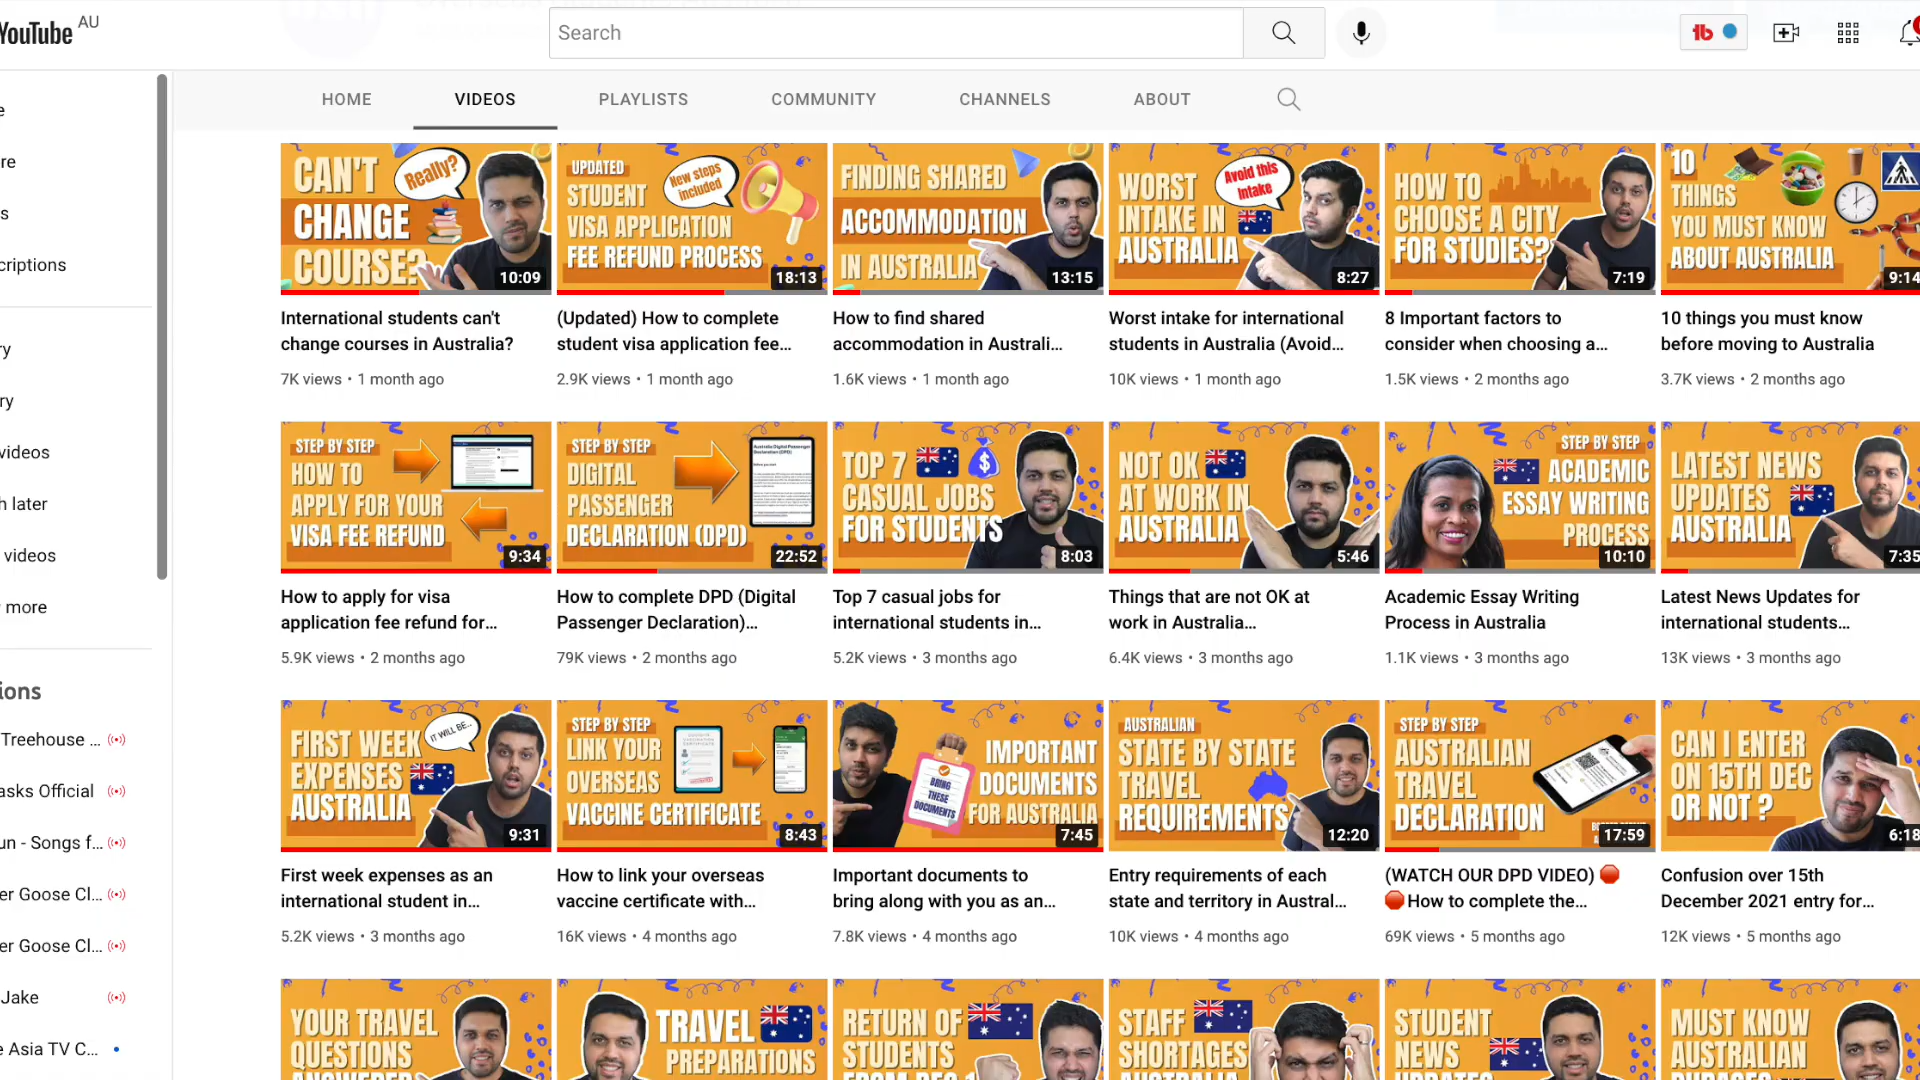 YouTube AU
Search
HOME VIDEOS PLAYLISTS COMMUNITY CHANNELS ABOUT
re
criptions
ry
ry
videos
h later
videos
more
ions
Treehouse ...
asks Official
un - Songs f...
er Goose Cl...
er Goose Cl...
Jake
e Asia TV C...
CAN'T
CHANGE
COURSE?
Really?
10:09
International students can't
change courses in Australia?
7K views • 1 month ago
UPDATED
STUDENT
VISA APPLICATION
FEE REFUND PROCESS
New steps
included
18:13
(Updated) How to complete
student visa application fee...
2.9K views • 1 month ago
FINDING SHARED
ACCOMMODATION
IN AUSTRALIA
13:15
How to find shared
accommodation in Australi...
1.6K views • 1 month ago
WORST
INTAKE IN
AUSTRALIA
Avoid this
Intake
8:27
Worst intake for international
students in Australia (Avoid...
10K views • 1 month ago
HOW TO
CHOOSE A CITY
FOR STUDIES?
7:19
8 Important factors to
consider when choosing a...
1.5K views • 2 months ago
10
THINGS
YOU MUST KNOW
ABOUT AUSTRALIA
9:14
10 things you must know
before moving to Australia
3.7K views • 2 months ago
STEP BY STEP
HOW TO
APPLY FOR YOUR
VISA FEE REFUND
9:34
How to apply for visa
application fee refund for...
5.9K views • 2 months ago
STEP BY STEP
DIGITAL
PASSENGER
DECLARATION (DPD)
Australia Digital Passenger
Declaration (DPD)
22:52
How to complete DPD (Digital
Passenger Declaration)...
79K views • 2 months ago
TOP 7
CASUAL JOBS
FOR STUDENTS
$
8:03
Top 7 casual jobs for
international students in...
5.2K views • 3 months ago
NOT OK
AT WORK IN
AUSTRALIA
5:46
Things that are not OK at
work in Australia...
6.4K views • 3 months ago
STEP BY STEP
ACADEMIC
ESSAY WRITING
PROCESS
10:10
Academic Essay Writing
Process in Australia
1.1K views • 3 months ago
LATEST NEWS
UPDATES
AUSTRALIA
7:35
Latest News Updates for
international students...
13K views • 3 months ago
FIRST WEEK
EXPENSES
AUSTRALIA
IT WILL BE..
9:31
First week expenses as an
international student in...
5.2K views • 3 months ago
STEP BY STEP
LINK YOUR
OVERSEAS
VACCINE CERTIFICATE
8:43
How to link your overseas
vaccine certificate with...
16K views • 4 months ago
IMPORTANT
DOCUMENTS
FOR AUSTRALIA
BRING
THESE
DOCUMENTS
7:45
Important documents to
bring along with you as an...
7.8K views • 4 months ago
AUSTRALIAN
STATE BY STATE
TRAVEL
REQUIREMENTS
12:20
Entry requirements of each
state and territory in Austral...
10K views • 4 months ago
STEP BY STEP
AUSTRALIAN
TRAVEL
DECLARATION
17:59
(WATCH OUR DPD VIDEO) 🛑
🛑How to complete the...
69K views • 5 months ago
CAN I ENTER
ON 15TH DEC
OR NOT ?
6:18
Confusion over 15th
December 2021 entry for...
12K views • 5 months ago
YOUR TRAVEL
QUESTIONS
ANSWERED
TRAVEL
PREPARATIONS
RETURN OF
STUDENTS
FROM DEC 1
STAFF
SHORTAGES
AUSTRALIA
STUDENT
NEWS
UPDATES
MUST KNOW
AUSTRALIAN
PHRASES